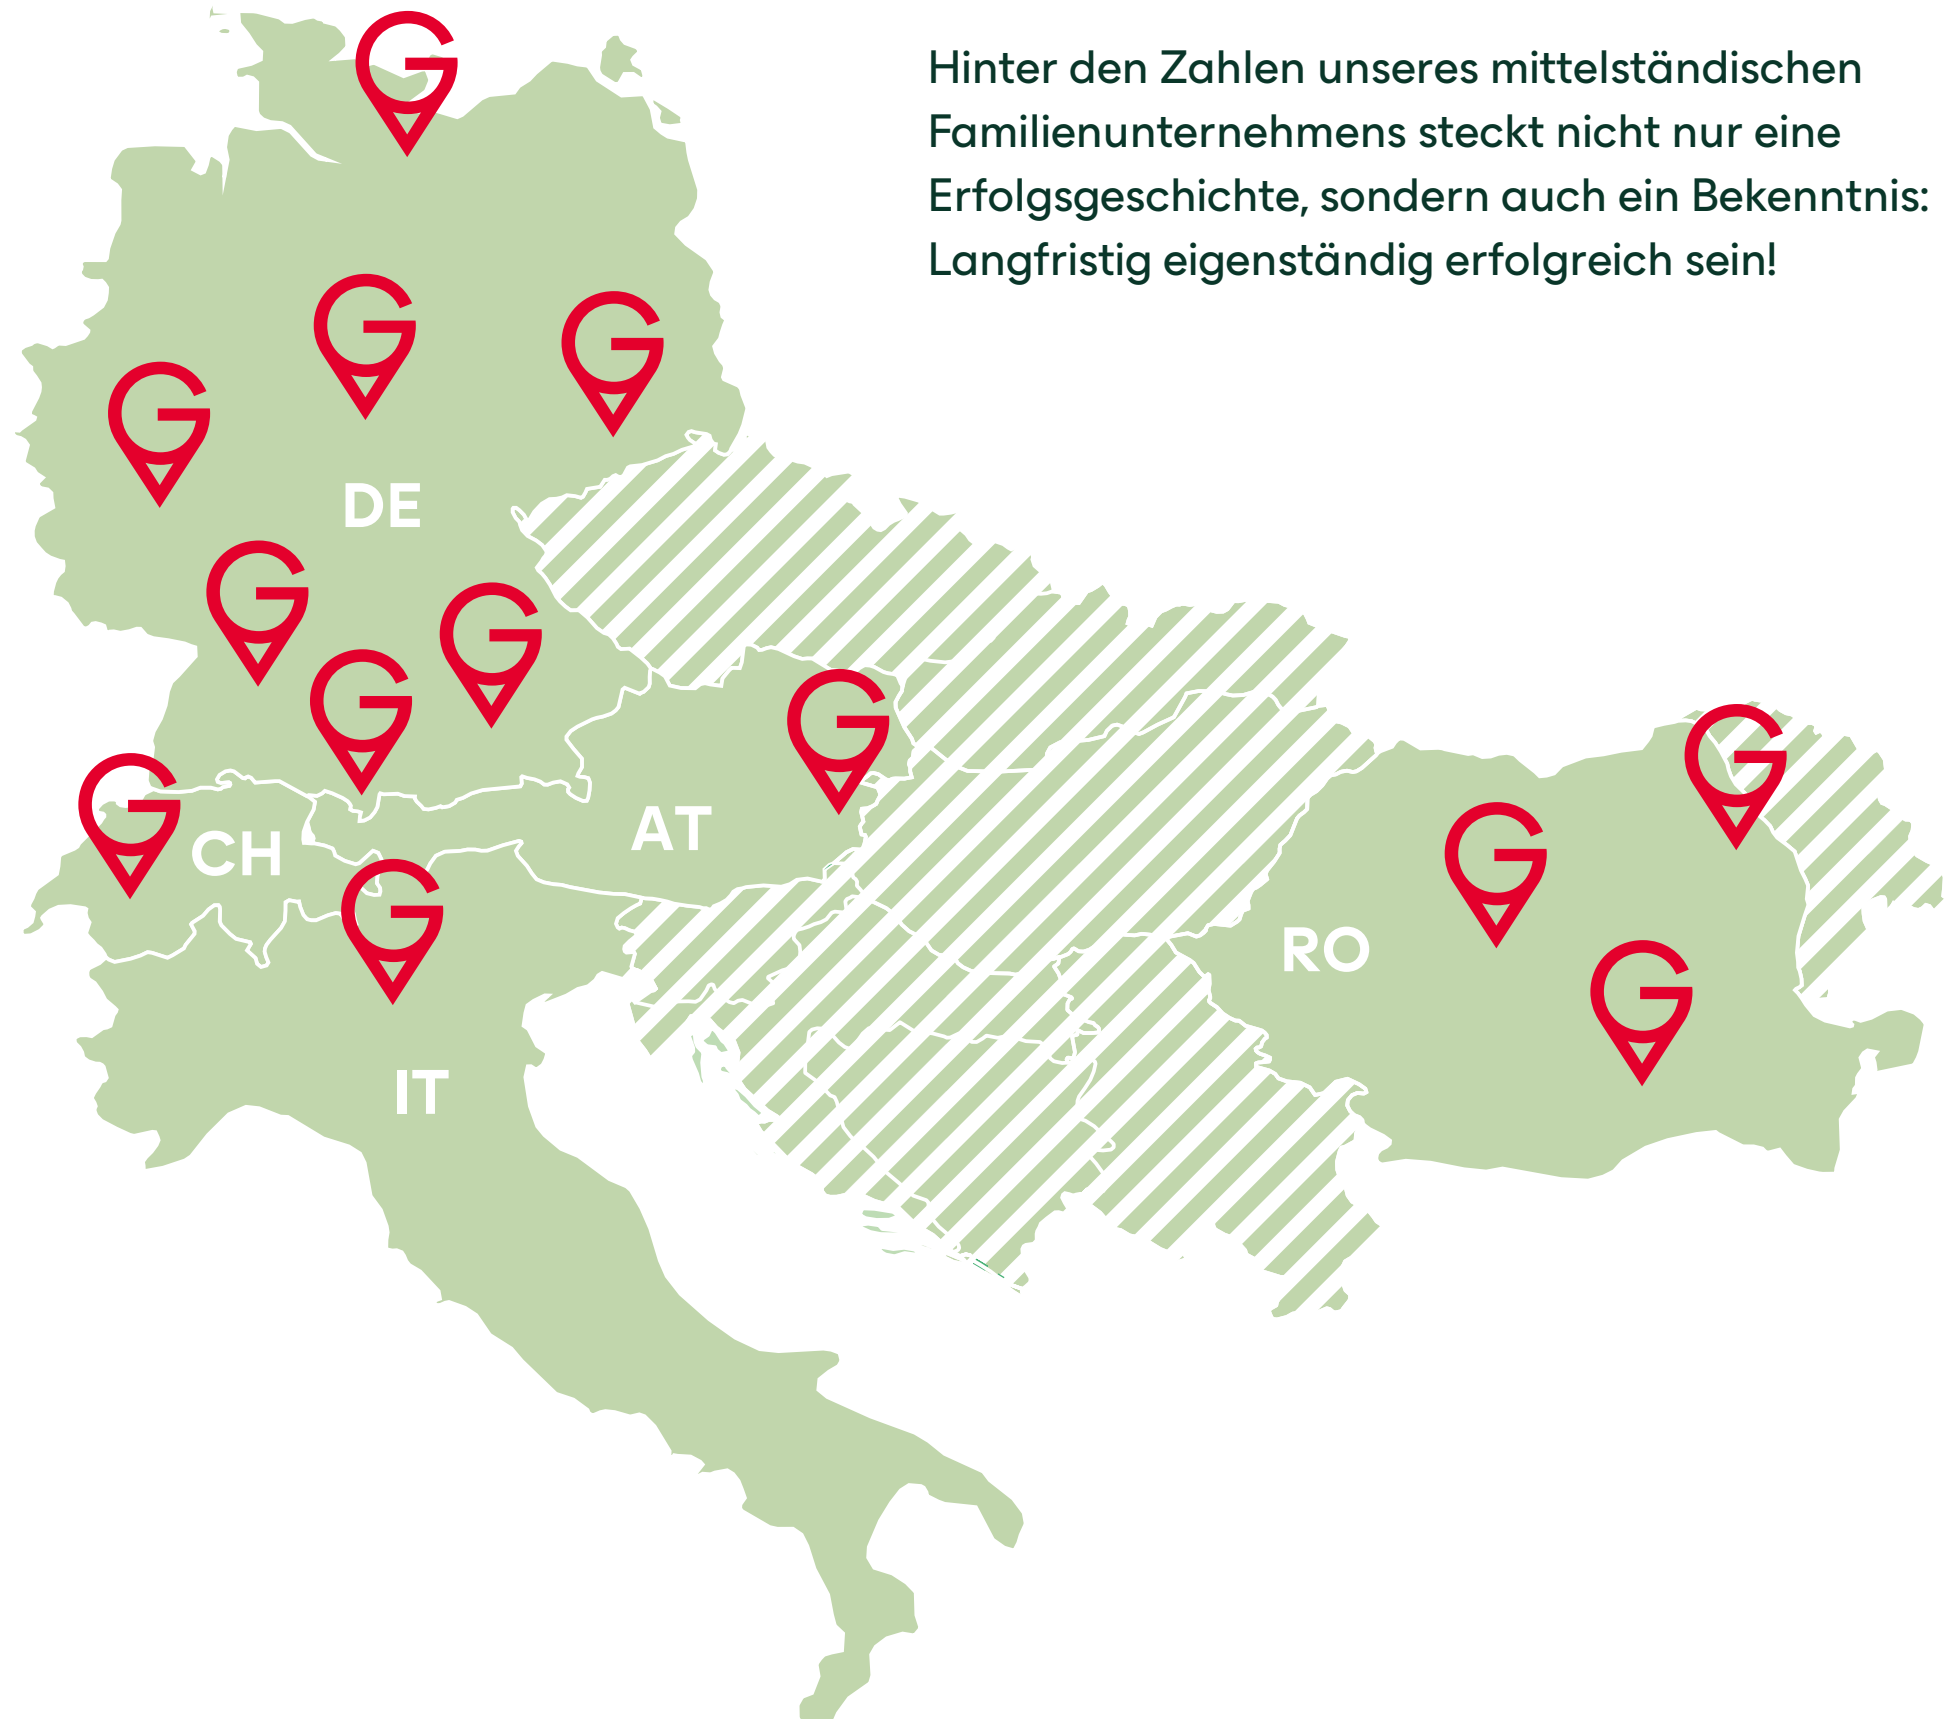 Hinter den Zahlen unseres mittelständischen
Familienunternehmens steckt nicht nur eine
Erfolgsgeschichte, sondern auch ein Bekenntnis:
Langfristig eigenständig erfolgreich sein!
G
G
G
G
DE
G
G
G
G
G
G
AT
CH
G
G
RO
G
IT